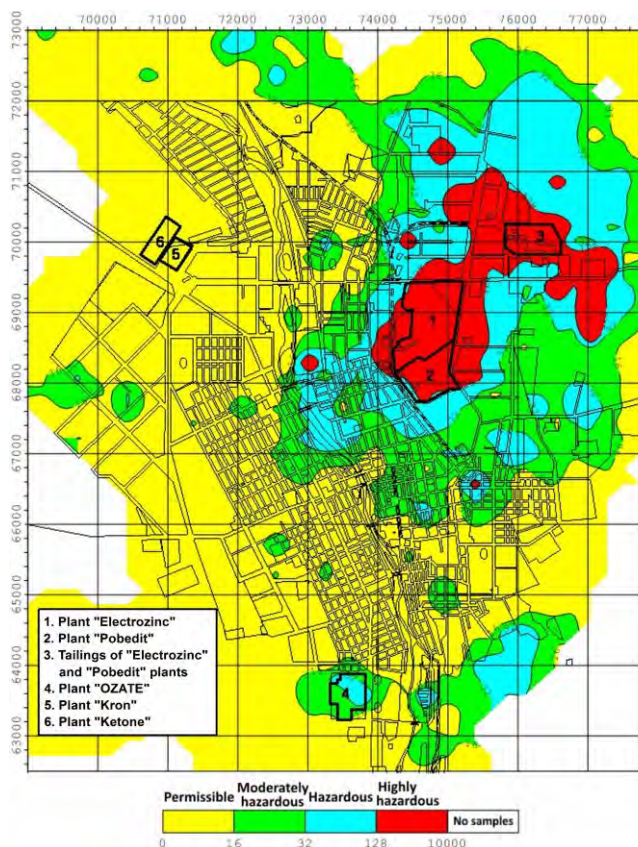 70000 71000 72000 73000 74000 75000 76000 77000
73000
72000
71000
70000
69000
68000
67000
66000
65000
64000
63000
6
5
3
1
2
4
1. Plant "Electrozinc"
2. Plant "Pobedit"
3. Tailings of "Electrozinc"
and "Pobedit" plants
4. Plant "OZATE"
5. Plant "Kron"
6. Plant "Ketone"
Permissible Moderately hazardous Hazardous Highly hazardous No samples
0 16 32 128 10000